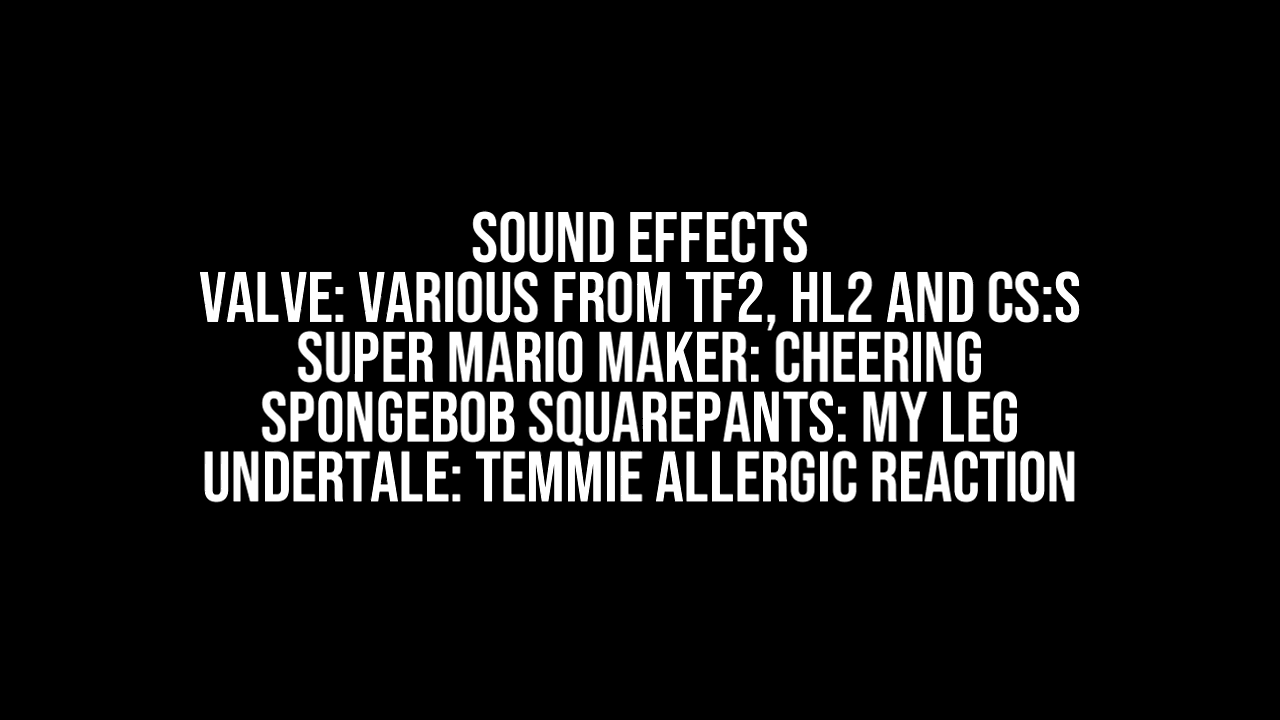 SOUND EFFECTS
VALVE: VARIOUS FROM TF2, HL2 AND CS:S
SUPER MARIO MAKER: CHEERING
SPONGEBOB SQUAREPANTS: MY LEG
UNDERTALE: TEMMIE ALLERGIC REACTION